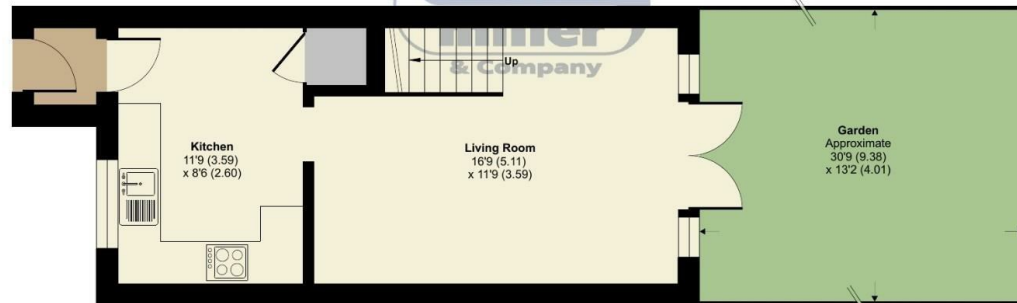 miller
& Company
Up
Kitchen
11'9 (3.59)
x 8'6 (2.60)
Living Room
16'9 (5.11)
x 11'9 (3.59)
Garden
Approximate
30'9 (9.38)
x 13'2 (4.01)